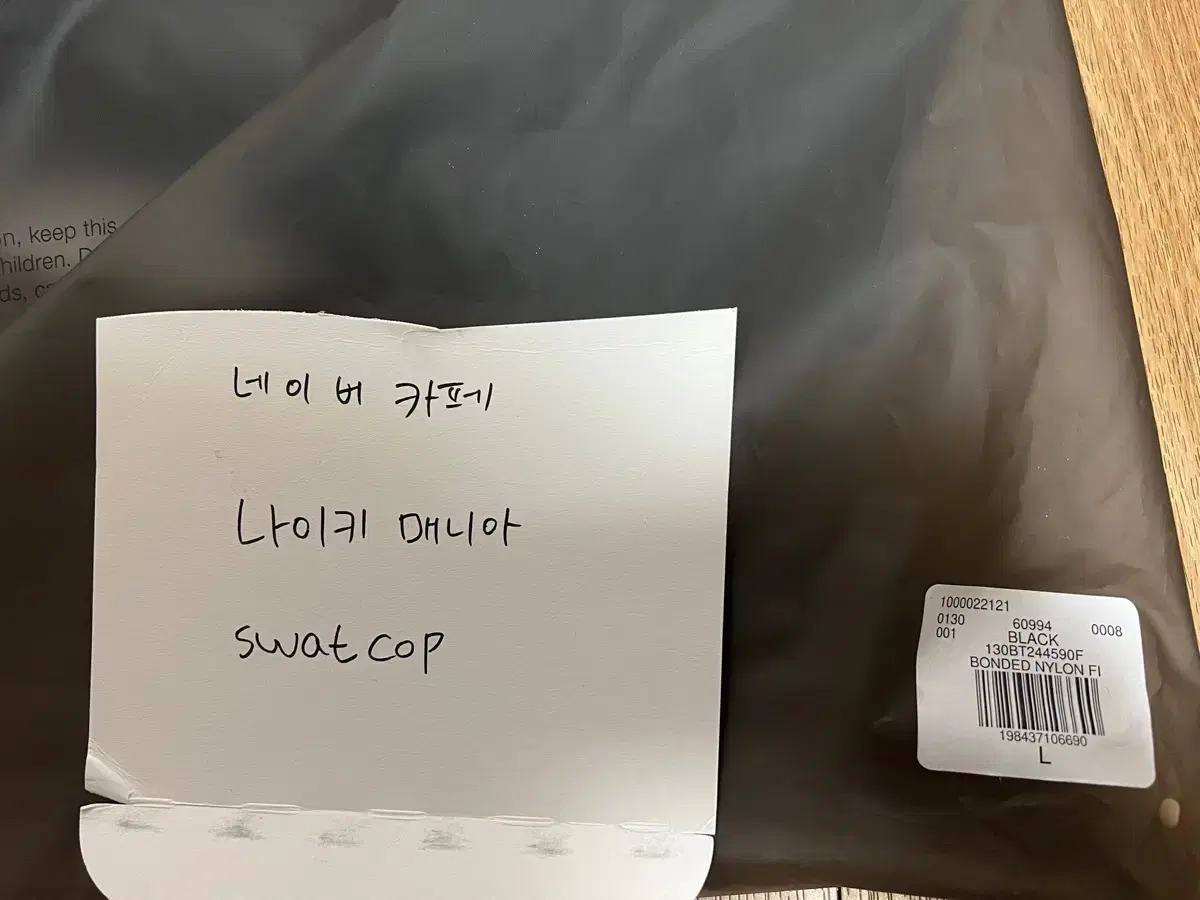 n, keep this
hildren.
ds,
네이버 카페
나이키 매니아
swatcop
1000022121
0130 60994 0008
001 BLACK
130BT244590F
BONDED NYLON FI
198437106690
L